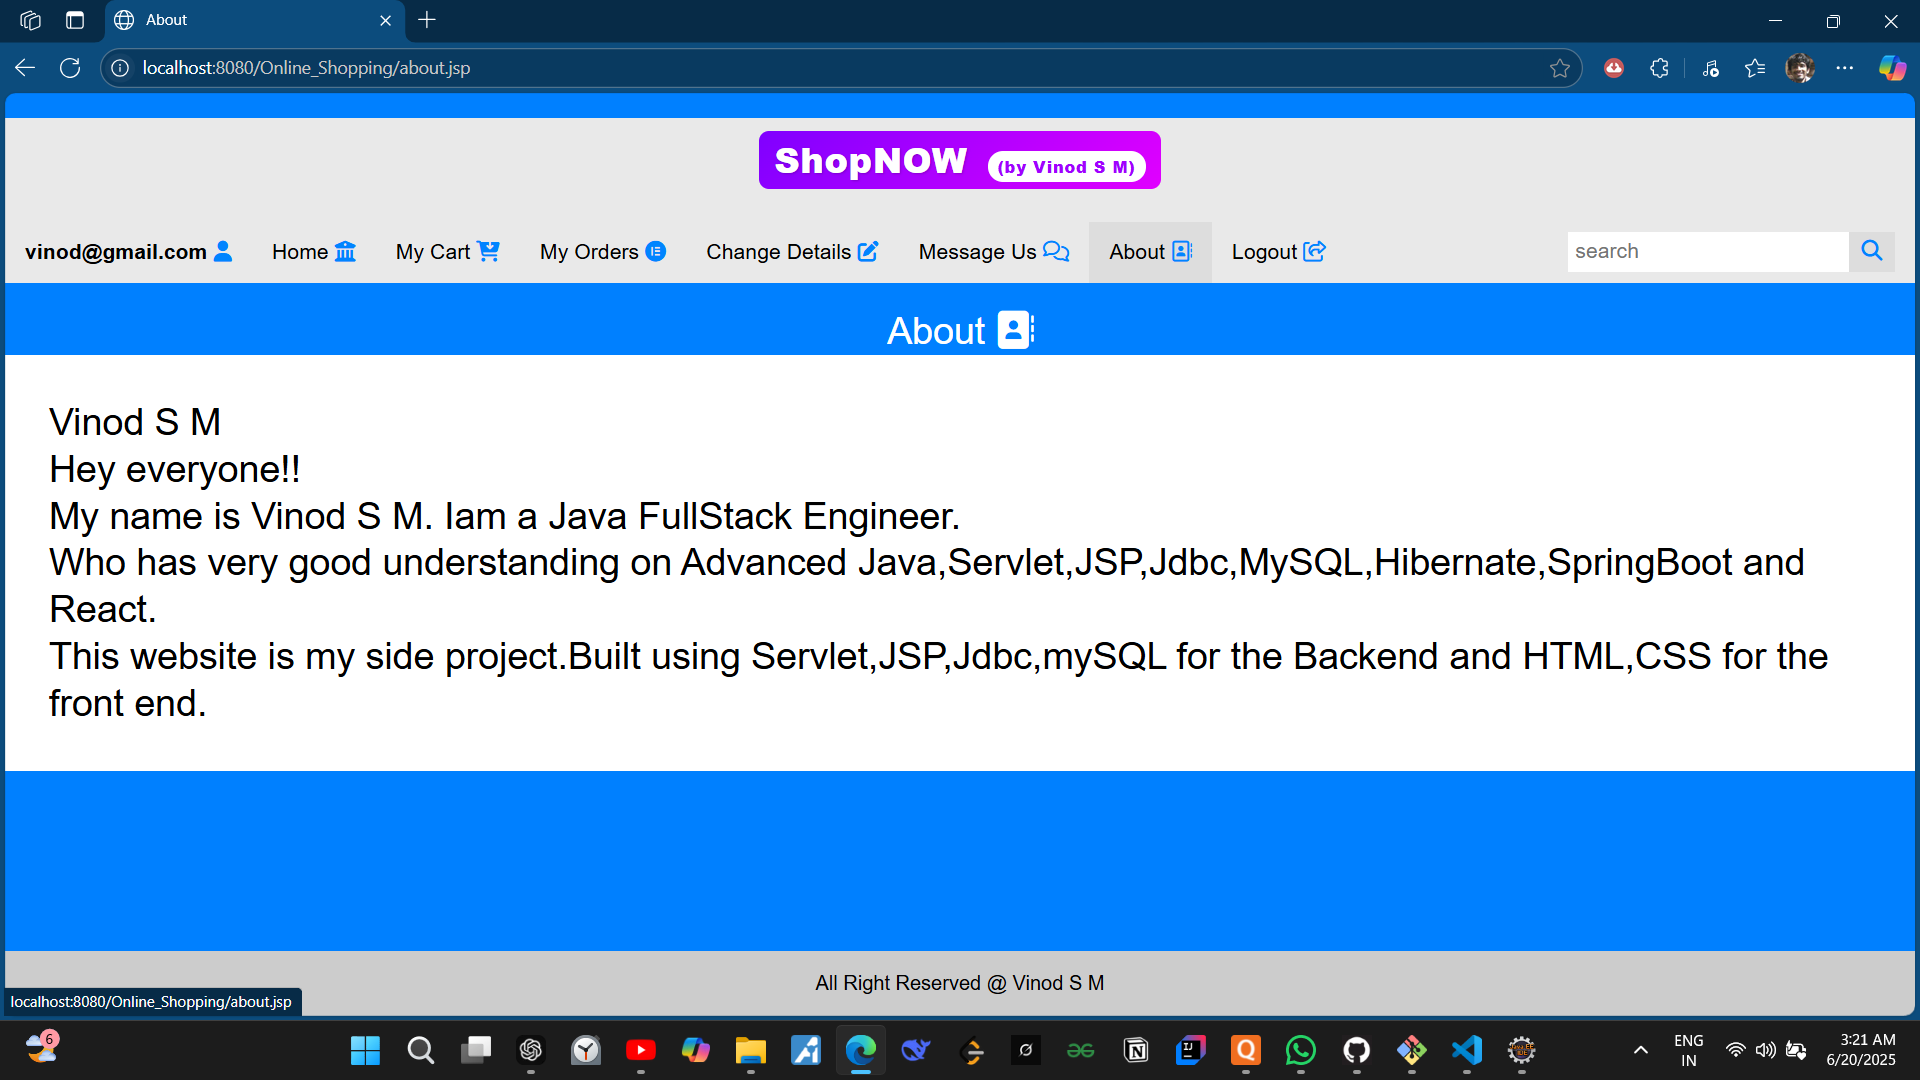 About
localhost:8080/Online_Shopping/about.jsp
ShopNOW (by Vinod S M)
vinod@gmail.com Home My Cart My Orders Change Details Message Us About Logout search
About
Vinod S M
Hey everyone!!
My name is Vinod S M. Iam a Java FullStack Engineer.
Who has very good understanding on Advanced Java,Servlet,JSP,Jdbc,MySQL,Hibernate,SpringBoot and
React.
This website is my side project.Built using Servlet,JSP,Jdbc,mySQL for the Backend and HTML,CSS for the
front end.
All Right Reserved @ Vinod S M
localhost:8080/Online_Shopping/about.jsp
6
ENG
IN
3:21 AM
6/20/2025